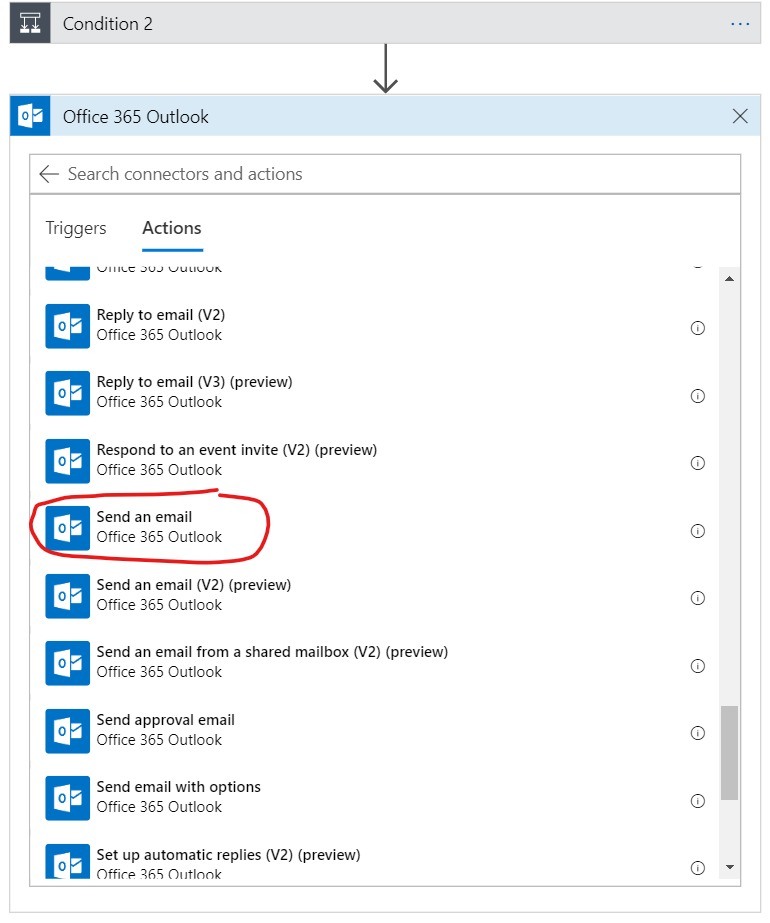 Condition 2
Office 365 Outlook
Search connectors and actions
Triggers
Actions
Office 365 Outlook
Reply to email (V2)
Office 365 Outlook
Reply to email (V3) (preview)
Office 365 Outlook
Respond to an event invite (V2) (preview)
Office 365 Outlook
Send an email
Office 365 Outlook
Send an email (V2) (preview)
Office 365 Outlook
Send an email from a shared mailbox (V2) (preview)
Office 365 Outlook
Send approval email
Office 365 Outlook
Send email with options
Office 365 Outlook
Set up automatic replies (V2) (preview)
Office 365 Outlook